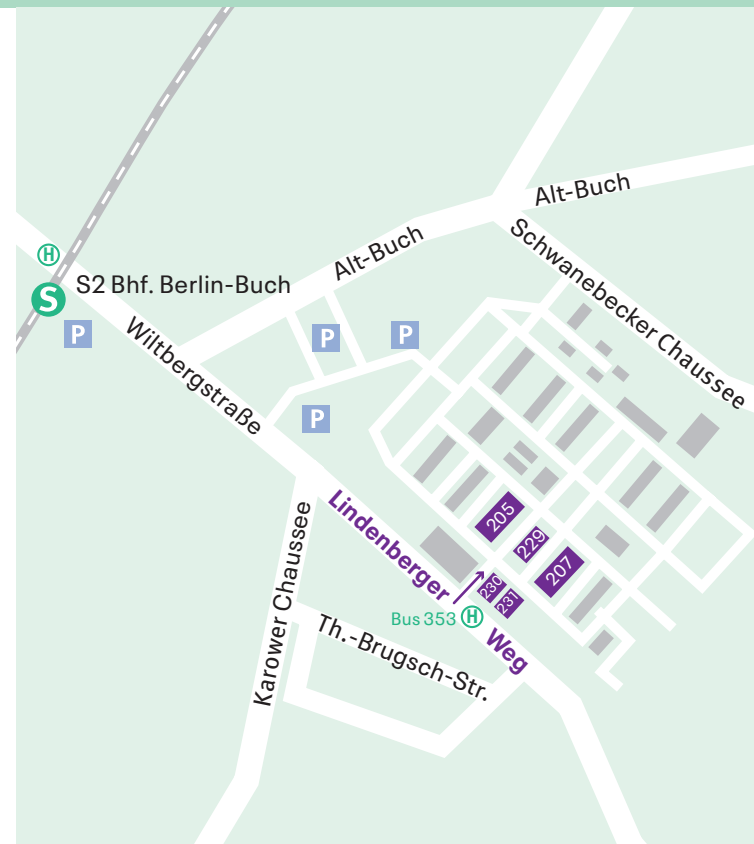 Alt-Buch
Alt-Buch
Schwanebecker Chaussee
H
S2 Bhf. Berlin-Buch
S
P
Wiltbergstraße
P
P
P
Lindenberger
Weg
205
229
207
230
231
Bus 353 H
Karower Chaussee
Th.-Brugsch-Str.